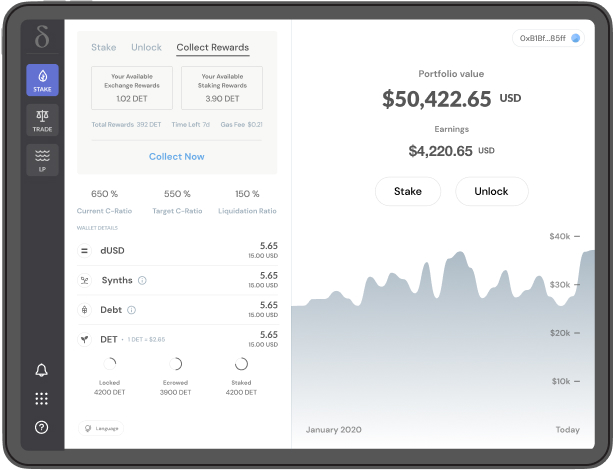 δ
STAKE
TRADE
LP
Stake Unlock Collect Rewards
Your Available
Exchange Rewards
1.02 DET
Your Available
Staking Rewards
3.90 DET
Total Rewards 392 DET Time Left 7d Gas Fee $0.21
Collect Now
650 % 550 % 150 %
Current C-Ratio Target C-Ratio Liquidation Ratio
WALLET DETAILS
dUSD 5.65
15.00 USD
Synths 5.65
15.00 USD
Debt 5.65
15.00 USD
DET • 1 DET = $2.65 5.65
15.00 USD
Locked Ecrowed Staked
4200 DET 3900 DET 4200 DET
Language
0xB1Bf...85ff
Portfolio value
$50,422.65 USD
Earnings
$4,220.65 USD
Stake Unlock
$40k
$30k
$20k
$10k
January 2020 Today